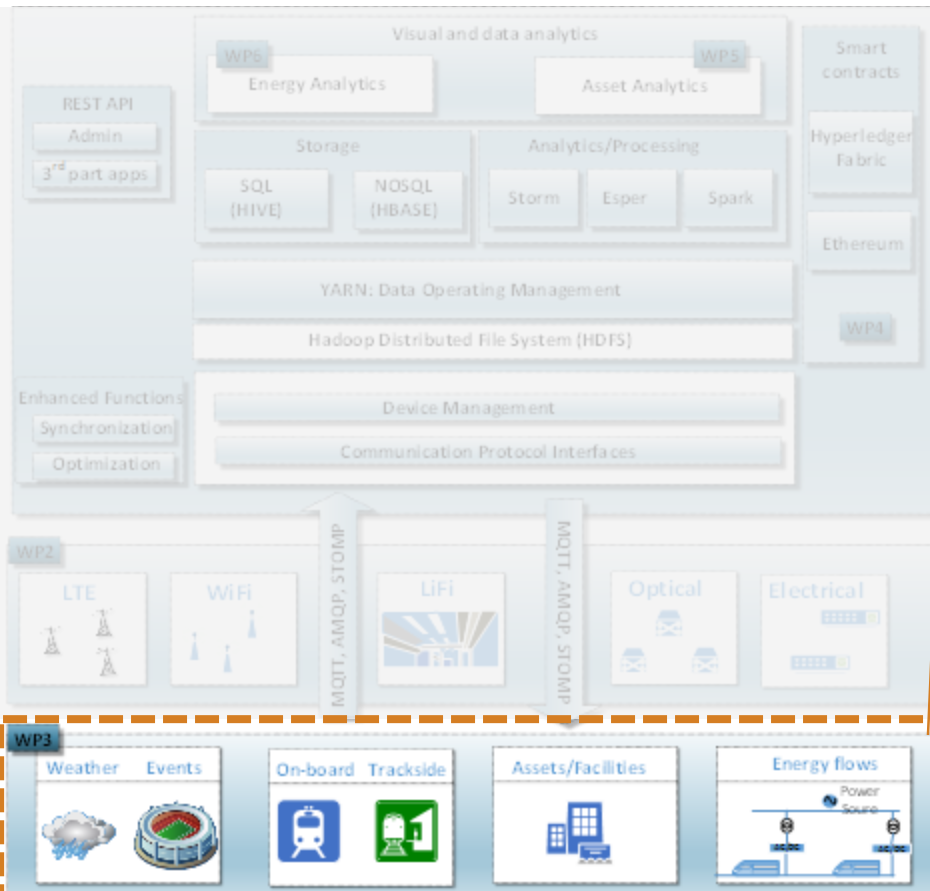 Visual and data analytics
WP6
Energy Analytics
WP5
Asset Analytics
Smart
contracts
Hyperledger
Fabric
Ethereum
WP4
REST API
Admin
3rd part apps
Storage
SQL
(HIVE)
NOSQL
(HBASE)
Analytics/Processing
Storm
Esper
Spark
YARN: Data Operating Management
Hadoop Distributed File System (HDFS)
Enhanced Functions
Synchronization
Optimization
Device Management
Communication Protocol Interfaces
MQTT, AMQP, STOMP
MQTT, AMQP, STOMP
WP2
LTE
WiFi
LiFi
Optical
Electrical
WP3
Weather
Events
On-board
Trackside
Assets/Facilities
Energy flows
Power
Soure